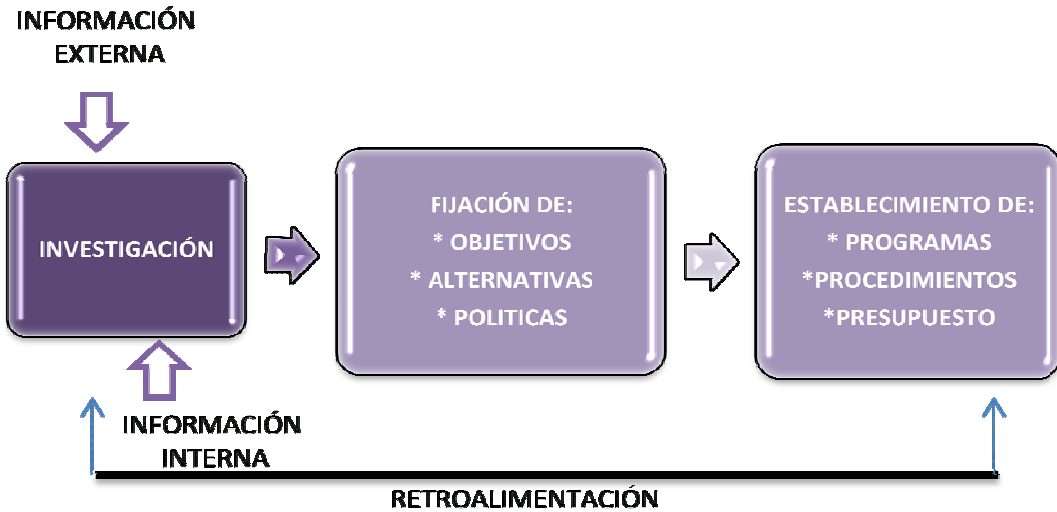 INFORMACIÓN
EXTERNA
INVESTIGACIÓN
INFORMACIÓN
INTERNA
FIJACIÓN DE:
* OBJETIVOS
* ALTERNATIVAS
* POLITICAS
ESTABLECIMIENTO DE:
* PROGRAMAS
*PROCEDIMIENTOS
*PRESUPUESTO
RETROALIMENTACIÓN